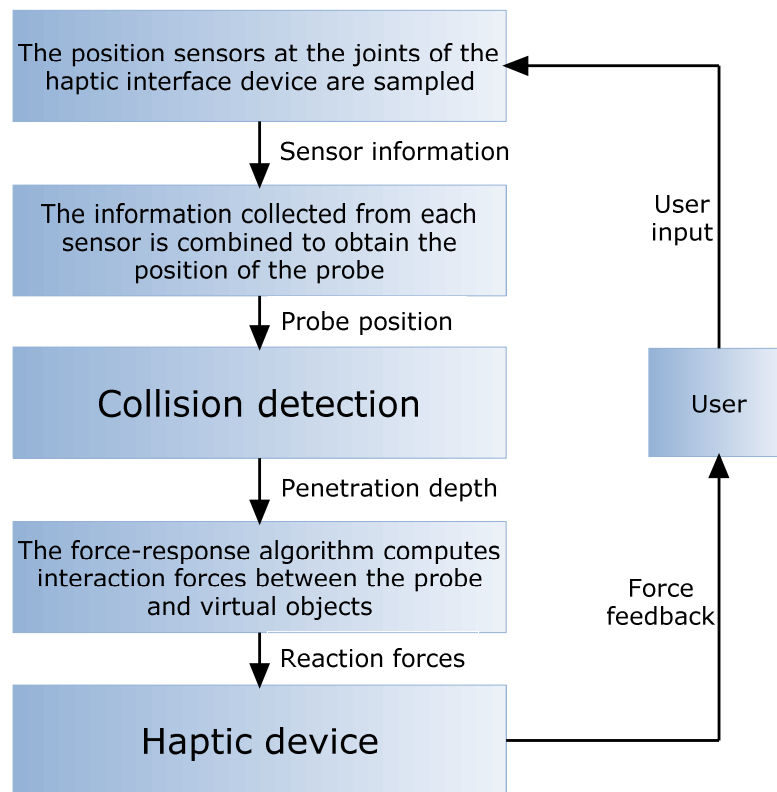 The position sensors at the joints of the
haptic interface device are sampled
Sensor information
The information collected from each
sensor is combined to obtain the
position of the probe
Probe position
Collision detection
Penetration depth
The force-response algorithm computes
interaction forces between the probe
and virtual objects
Reaction forces
Haptic device
User
input
User
Force
feedback